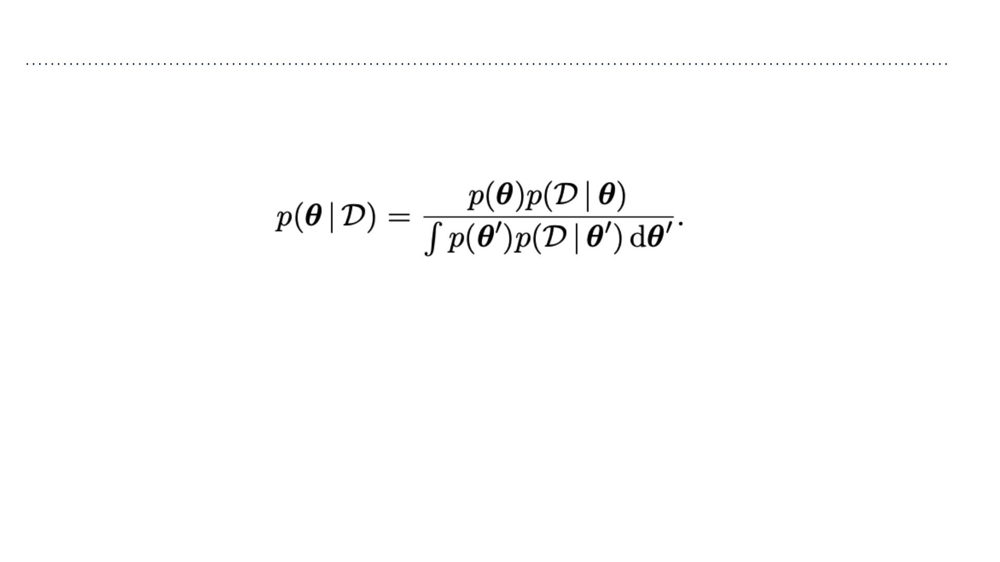 p(𝜽 | 𝒟) = p(𝜽)p(𝒟 | 𝜽) / ∫ p(𝜽′)p(𝒟 | 𝜽′) d𝜽′.